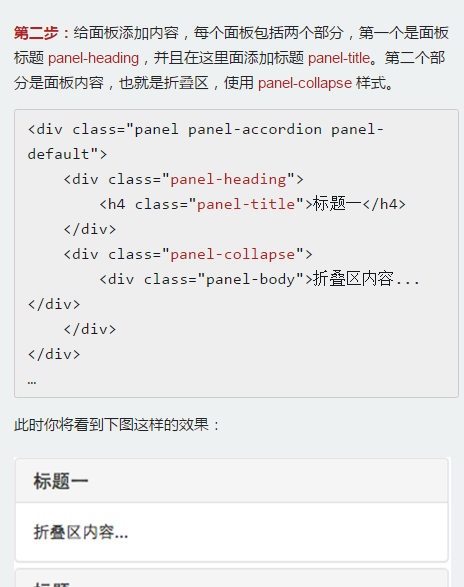 第二步：给面板添加内容，每个面板包括两个部分，第一个是面板
标题 panel-heading，并且在这里面添加标题 panel-title。第二个部
分是面板内容，也就是折叠区，使用 panel-collapse 样式。
<div class="panel panel-accordion panel-
default">
    <div class="panel-heading">
        <h4 class="panel-title">标题一</h4>
    </div>
    <div class="panel-collapse">
        <div class="panel-body">折叠区内容...
</div>
    </div>
</div>
…
此时你将看到下图这样的效果：
标题一
折叠区内容...